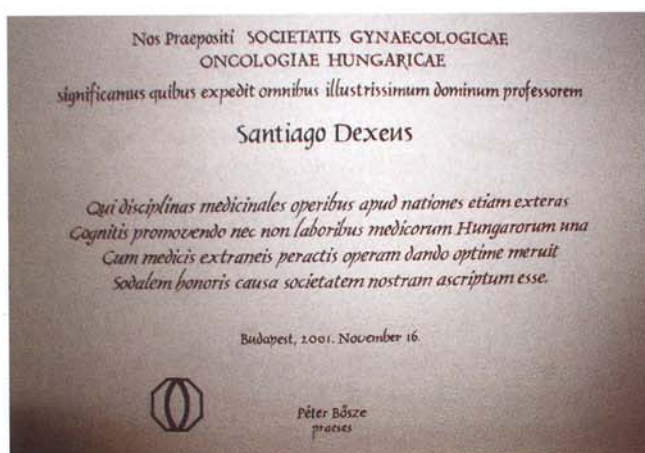 Nos Praepositi SOCIETATIS GYNAECOLOGICAE
ONCOLOGIAE HUNGARICAE
significamus quibus expedit omnibus illustrissimum dominum professorem
Santiago Dexeus
Qui disciplinas medicinales operibus apud nationes etiam exteras
Cognitis promovendo nec non laboribus medicorum Hungarorum una
Cum medicis extraneis peractis operam dando optime meruit
Sodalem honoris causa societatem nostram ascriptum esse.
Budapest, 2001. November 16.
Péter Bősze
praeses